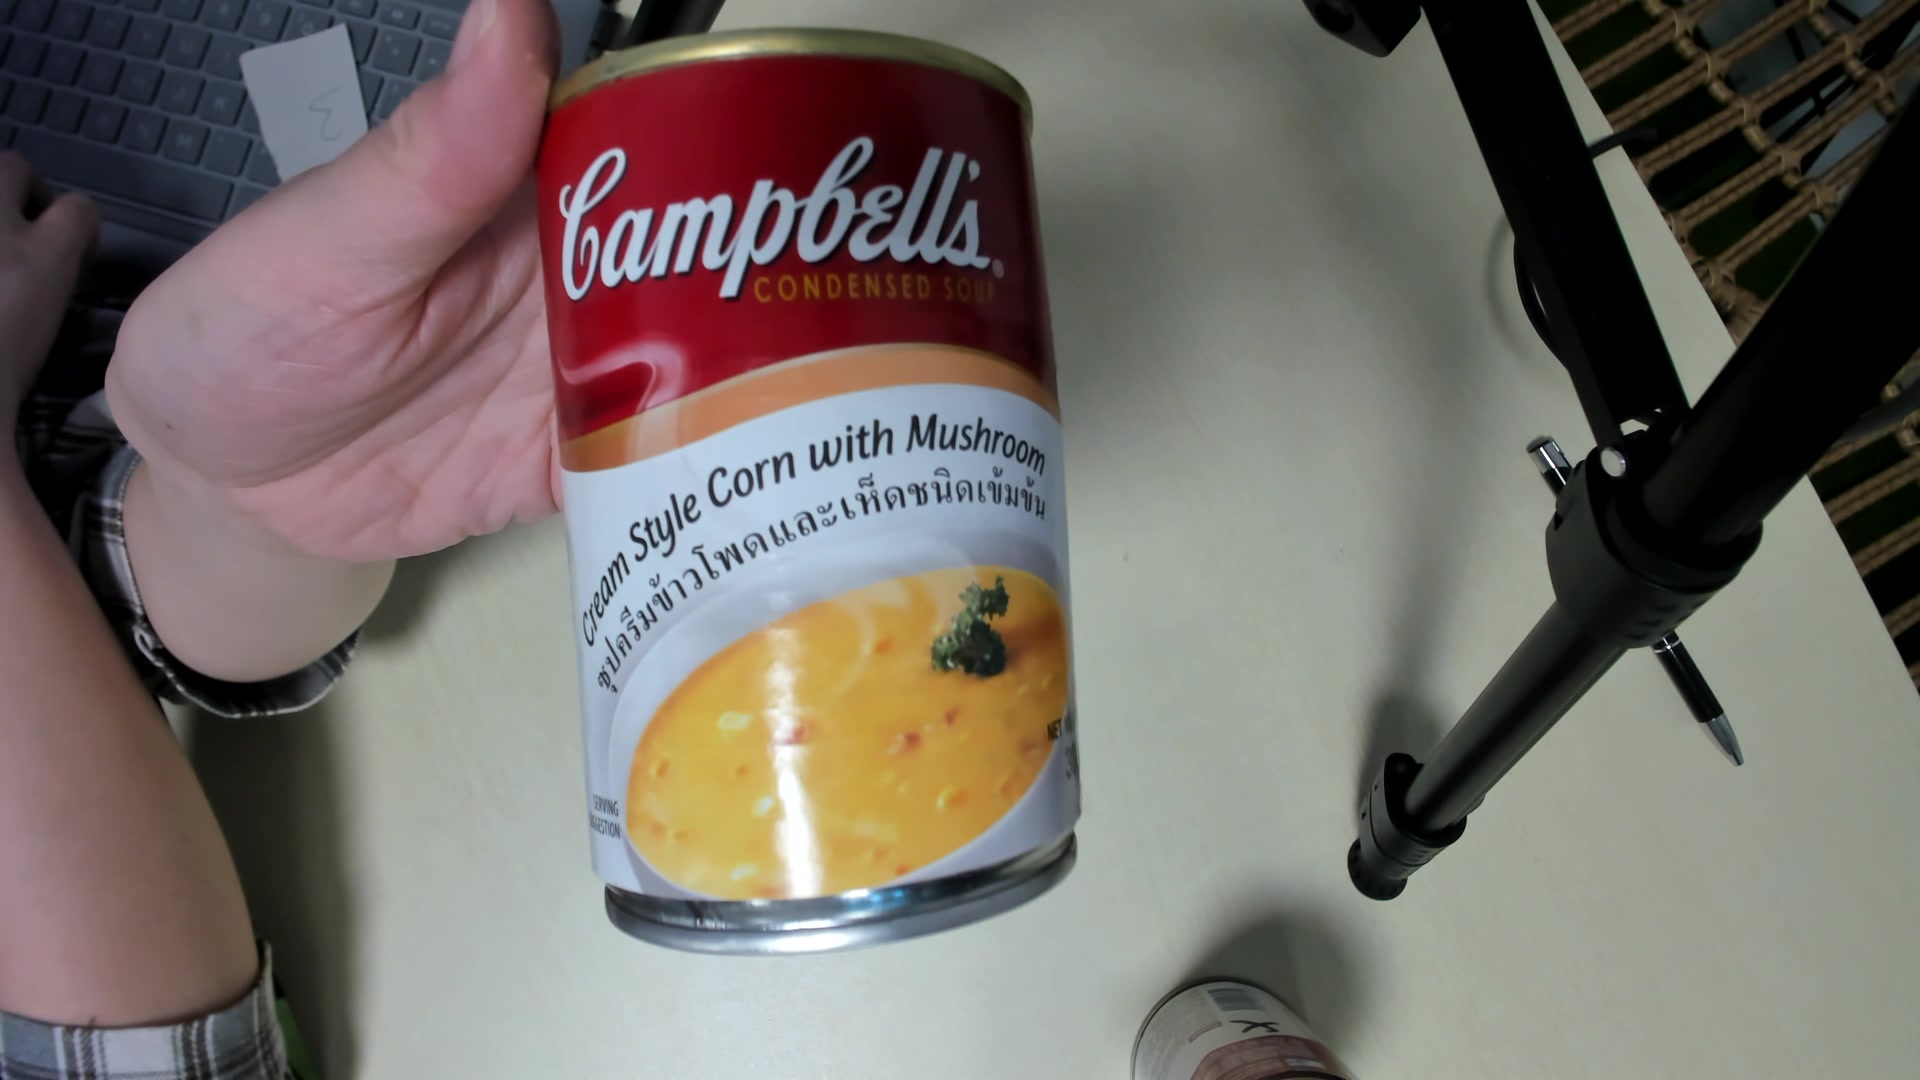 Campbell's®
CONDENSED SOUP
Cream Style Corn with Mushroom
ซุปครีมข้าวโพดและเห็ดชนิดเข้มข้น
NET
SERVING
SUGGESTION